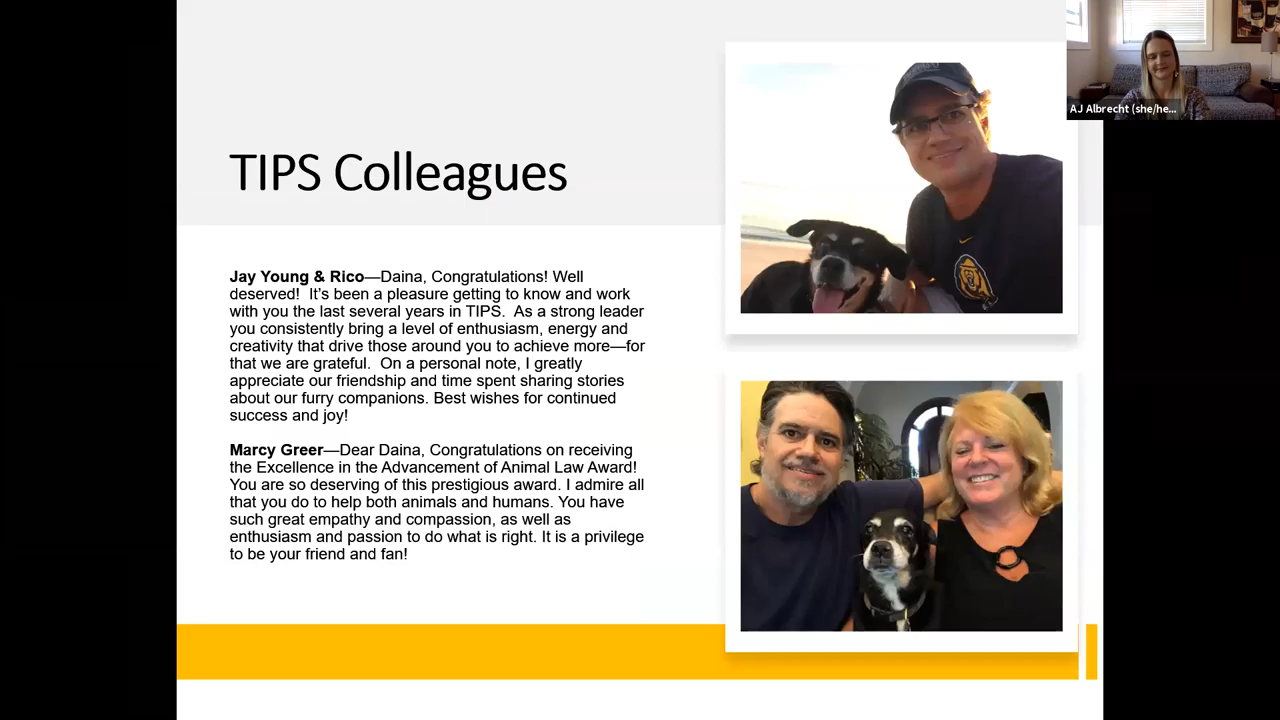 AJ Albrecht (she/he...
TIPS Colleagues
Jay Young & Rico—Daina, Congratulations! Well
deserved!  It’s been a pleasure getting to know and work
with you the last several years in TIPS.  As a strong leader
you consistently bring a level of enthusiasm, energy and
creativity that drive those around you to achieve more—for
that we are grateful.  On a personal note, I greatly
appreciate our friendship and time spent sharing stories
about our furry companions. Best wishes for continued
success and joy!
Marcy Greer—Dear Daina, Congratulations on receiving
the Excellence in the Advancement of Animal Law Award!
You are so deserving of this prestigious award. I admire all
that you do to help both animals and humans. You have
such great empathy and compassion, as well as
enthusiasm and passion to do what is right. It is a privilege
to be your friend and fan!